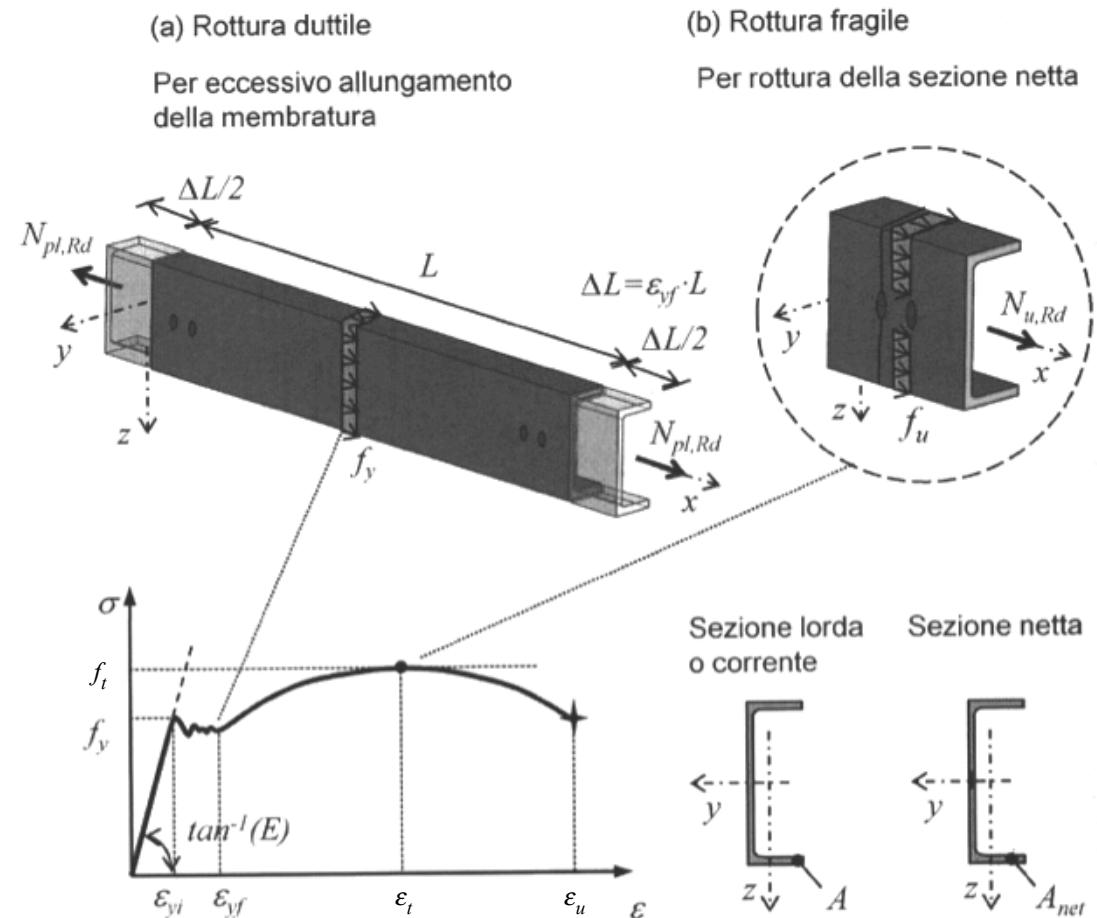 (a) Rottura duttile
Per eccessivo allungamento
della membratura
(b) Rottura fragile
Per rottura della sezione netta
ΔL/2
N_pl,Rd
L
ΔL=ε_yf·L
ΔL/2
y
z
f_y
N_pl,Rd
x
y
z
f_u
N_u,Rd
x
σ
f_t
f_y
tan⁻¹(E)
ε_yi
ε_yf
ε_t
ε_u
ε
Sezione lorda
o corrente
y
z
A
Sezione netta
y
z
A_net